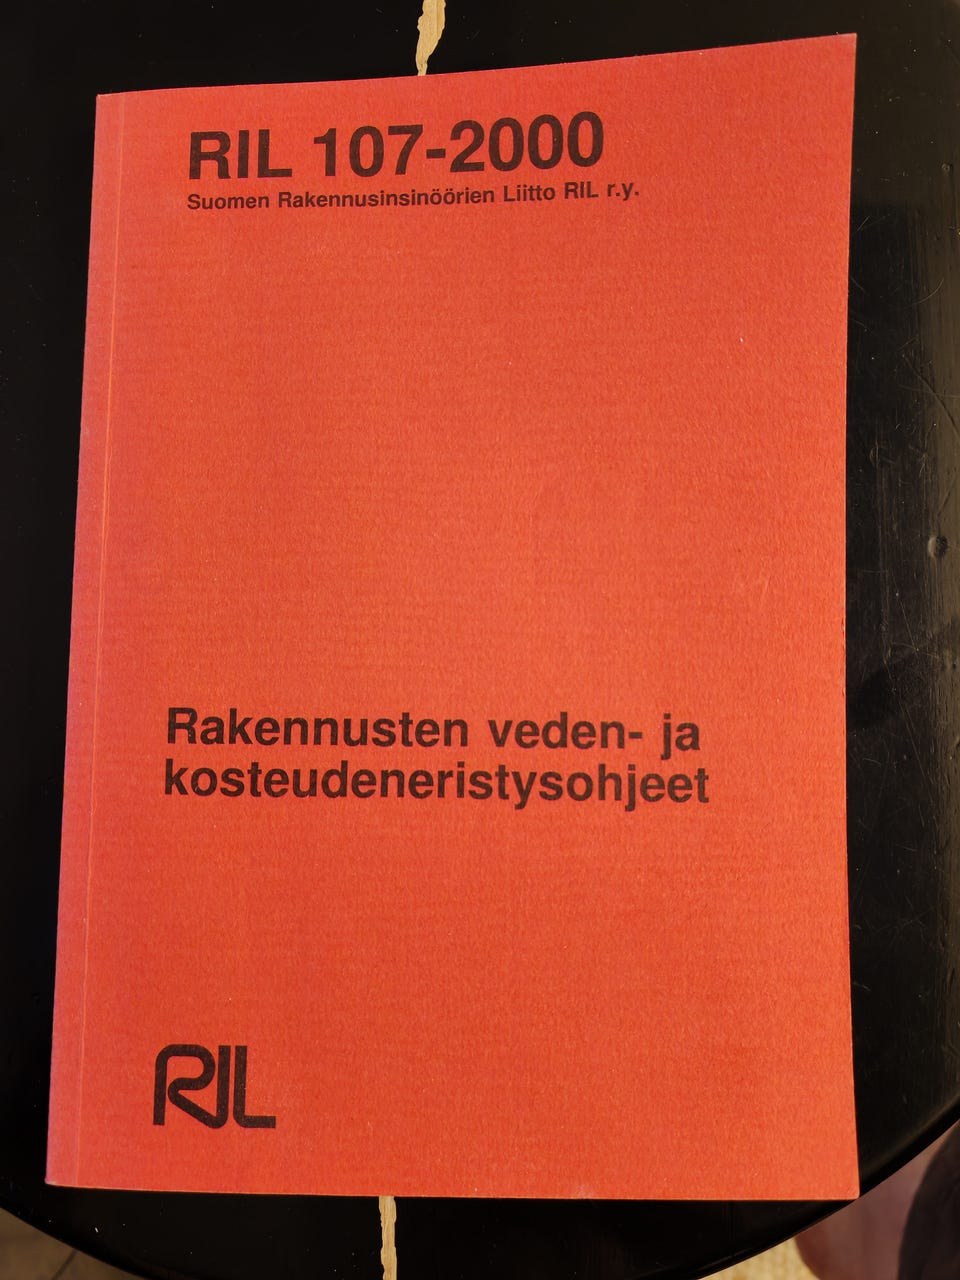 RIL 107-2000
Suomen Rakennusinsinöörien Liitto RIL r.y.
Rakennusten veden- ja
kosteudeneristysohjeet
RIL